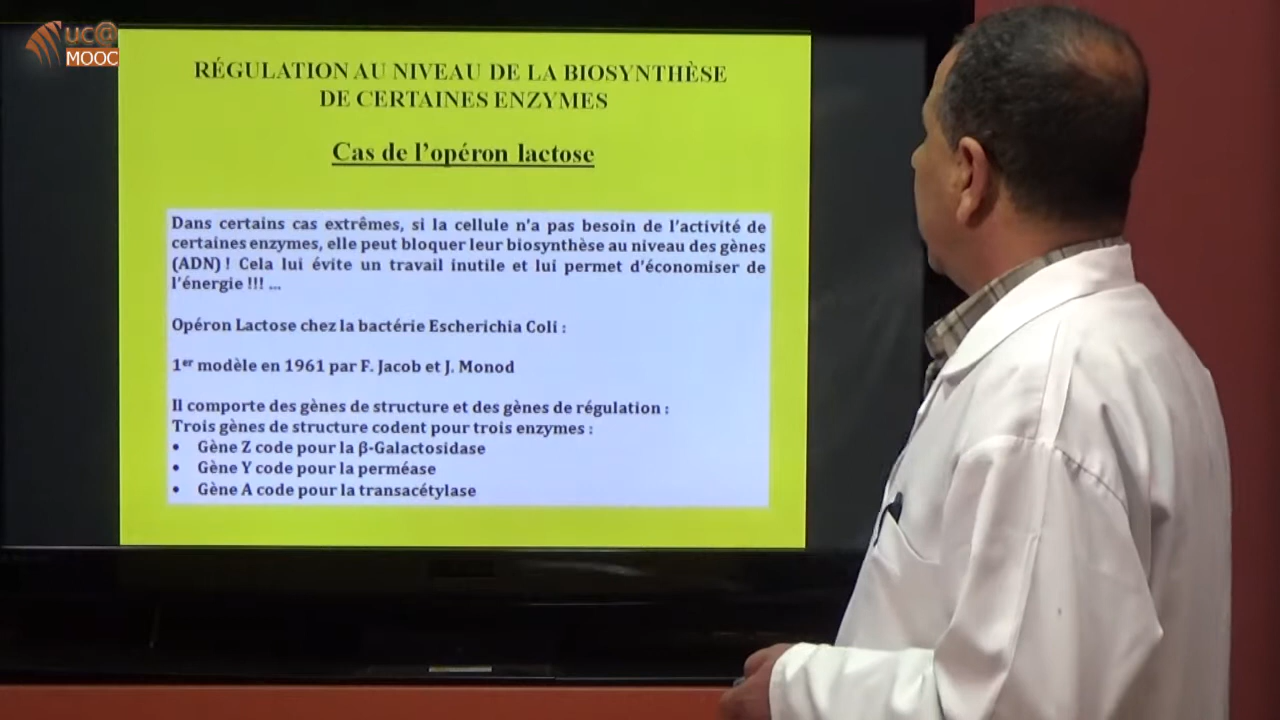 UC@
MOOC
RÉGULATION AU NIVEAU DE LA BIOSYNTHÈSE
DE CERTAINES ENZYMES
Cas de l'opéron lactose
Dans certains cas extrêmes, si la cellule n'a pas besoin de l'activité de
certaines enzymes, elle peut bloquer leur biosynthèse au niveau des gènes
(ADN) ! Cela lui évite un travail inutile et lui permet d'économiser de
l'énergie !!! ...
Opéron Lactose chez la bactérie Escherichia Coli :
1er modèle en 1961 par F. Jacob et J. Monod
Il comporte des gènes de structure et des gènes de régulation :
Trois gènes de structure codent pour trois enzymes :
• Gène Z code pour la β-Galactosidase
• Gène Y code pour la perméase
• Gène A code pour la transacétylase